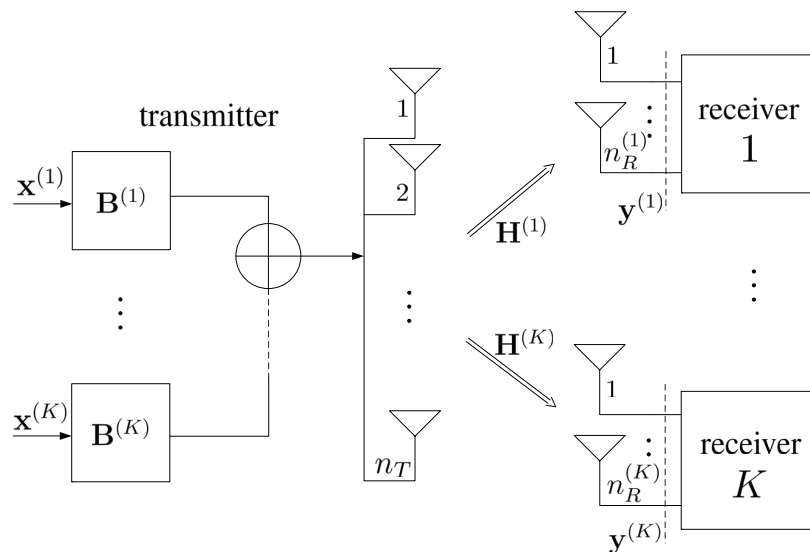 transmitter
x^(1)
B^(1)
⋮
x^(K)
B^(K)
1
2
⋮
n_T
H^(1)
H^(K)
1
⋮
n_R^(1)
y^(1)
receiver
1
⋮
1
⋮
n_R^(K)
y^(K)
receiver
K